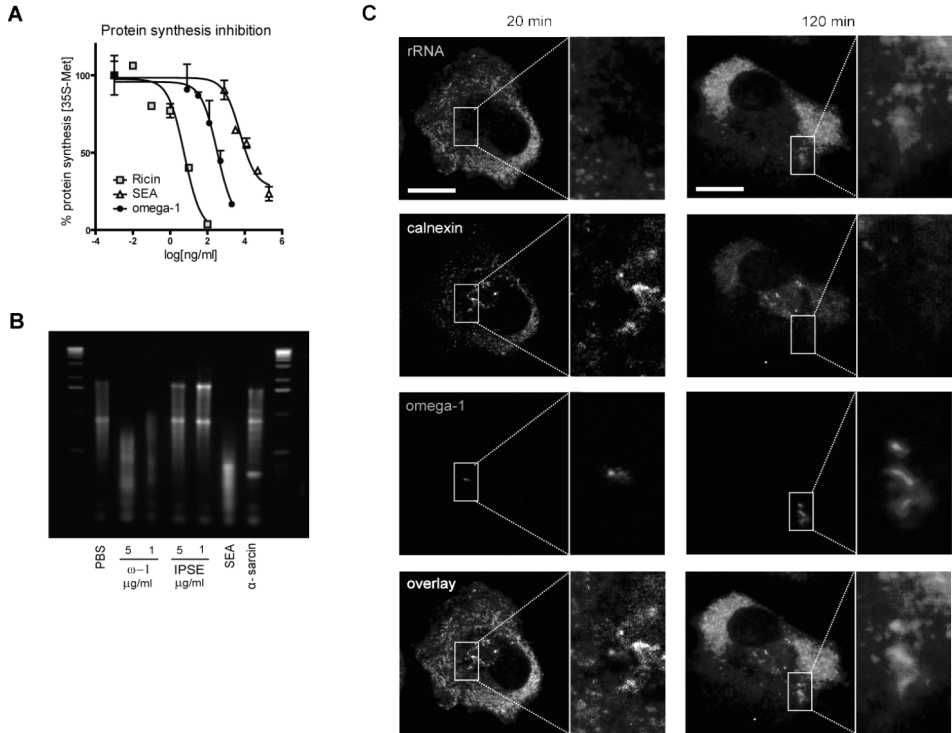 A
Protein synthesis inhibition
% protein synthesis [35S-Met]
100
50
0
-4 -2 0 2 4 6
log[ng/ml]
Ricin
SEA
omega-1
B
PBS
5 1
ω-1
μg/ml
5 1
IPSE
μg/ml
SEA
α- sarcin
C
20 min 120 min
rRNA
calnexin
omega-1
overlay